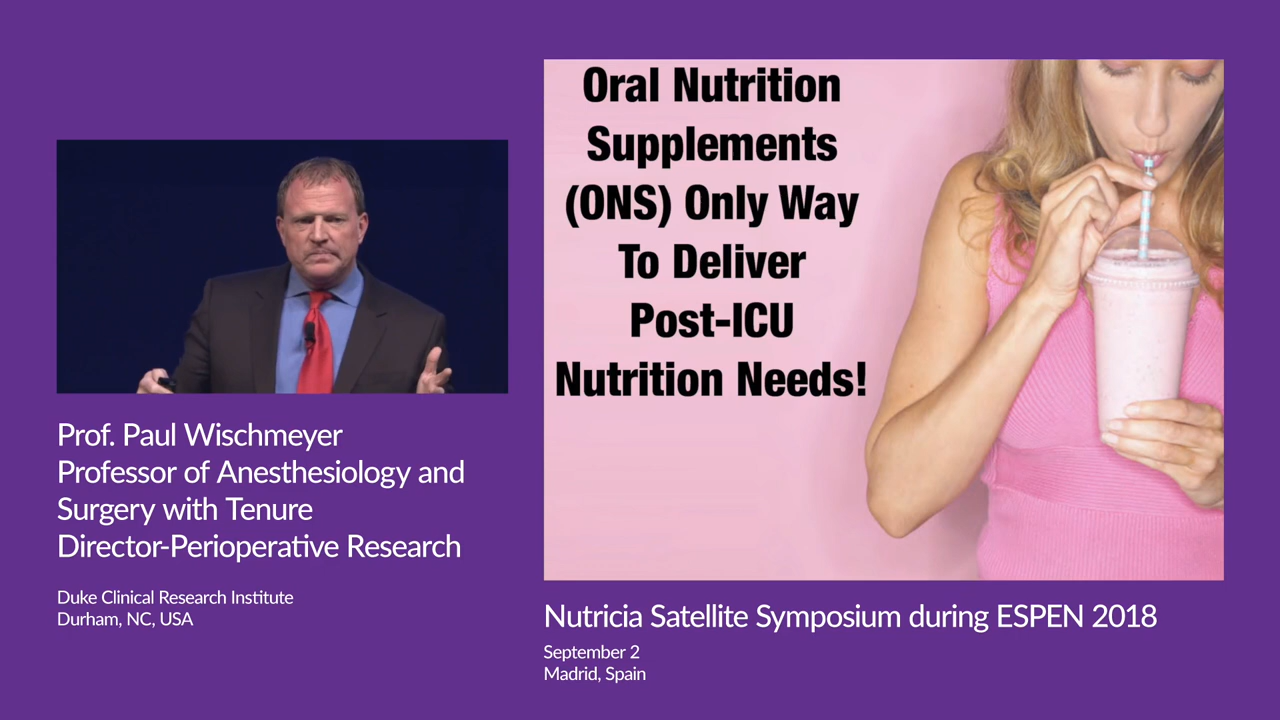 Prof. Paul Wischmeyer
Professor of Anesthesiology and
Surgery with Tenure
Director-Perioperative Research
Duke Clinical Research Institute
Durham, NC, USA
Oral Nutrition
Supplements
(ONS) Only Way
To Deliver
Post-ICU
Nutrition Needs!
Nutricia Satellite Symposium during ESPEN 2018
September 2
Madrid, Spain